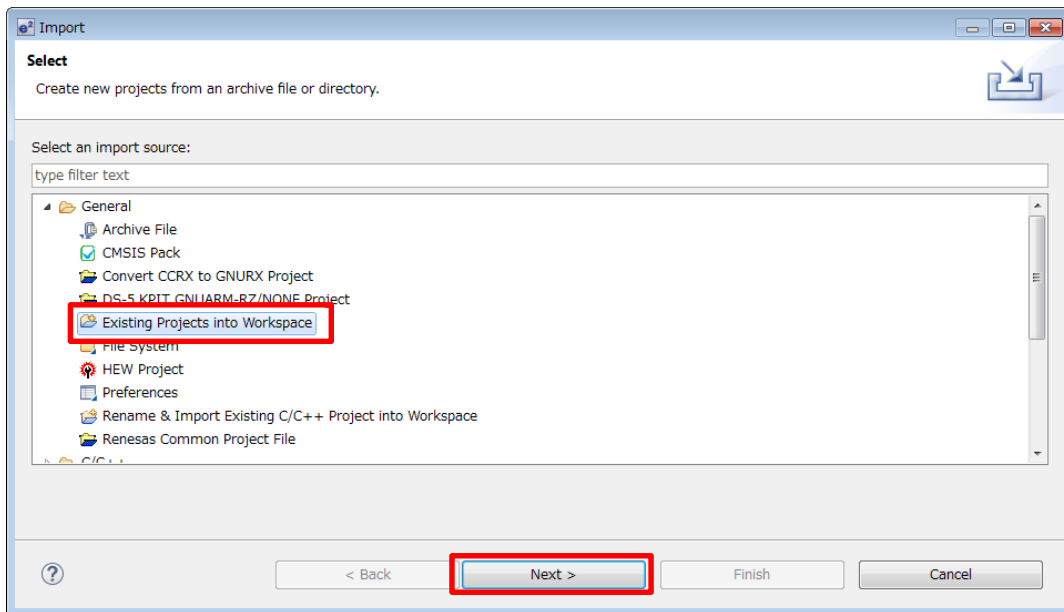 e² Import
Select
Create new projects from an archive file or directory.
Select an import source:
type filter text
General
Archive File
CMSIS Pack
Convert CCRX to GNURX Project
DS-5 KPIT GNUARM-RZ/NONE Project
Existing Projects into Workspace
File System
HEW Project
Preferences
Rename & Import Existing C/C++ Project into Workspace
Renesas Common Project File
C/C++
? < Back Next > Finish Cancel